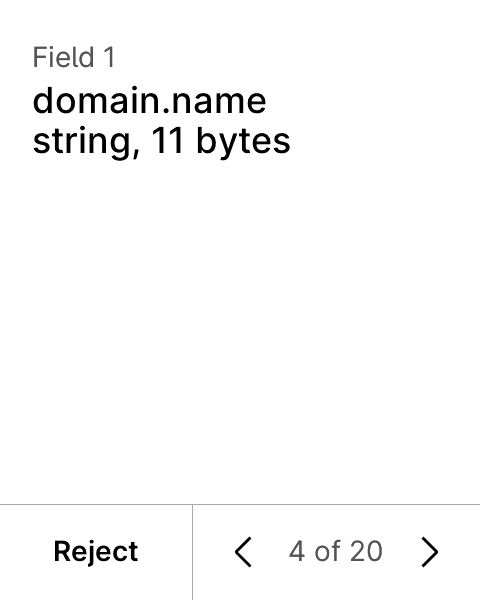 Field 1
domain.name
string, 11 bytes
Reject
4 of 20